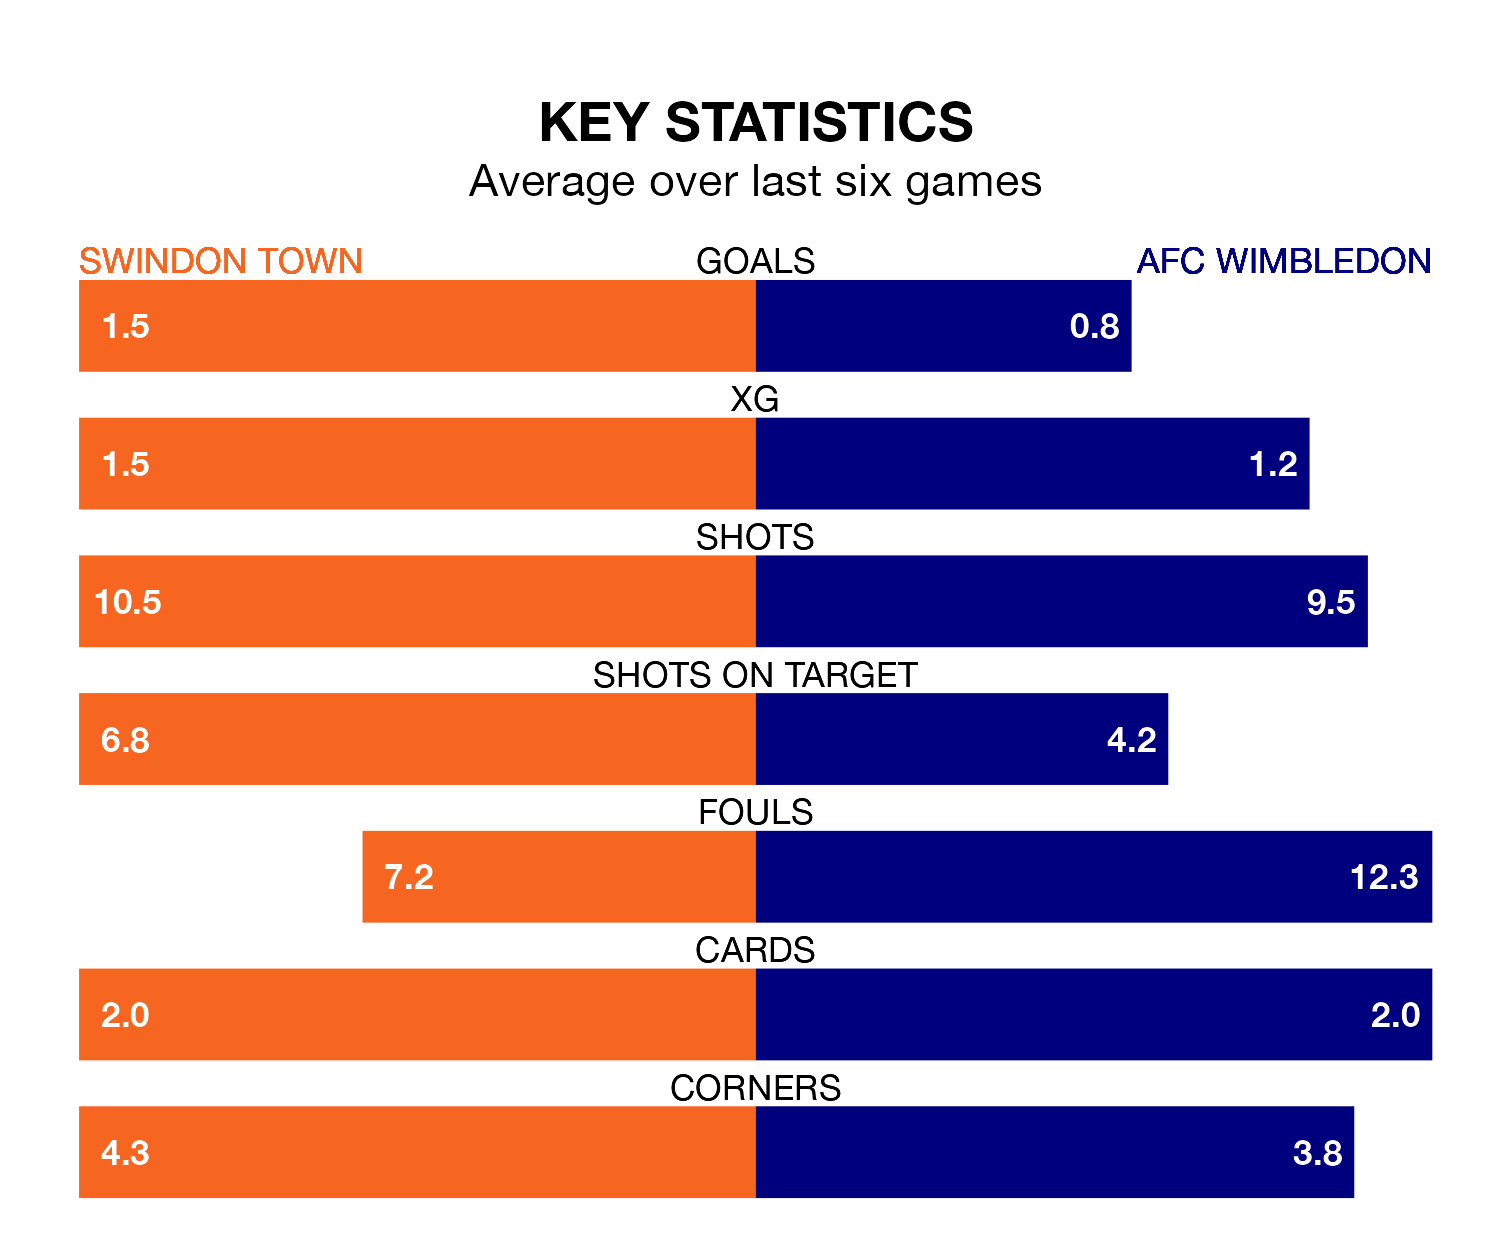 KEY STATISTICS
Average over last six games
SWINDON TOWN GOALS AFC WIMBLEDON
1.5 0.8
XG
1.5 1.2
SHOTS
10.5 9.5
SHOTS ON TARGET
6.8 4.2
FOULS
7.2 12.3
CARDS
2.0 2.0
CORNERS
4.3 3.8